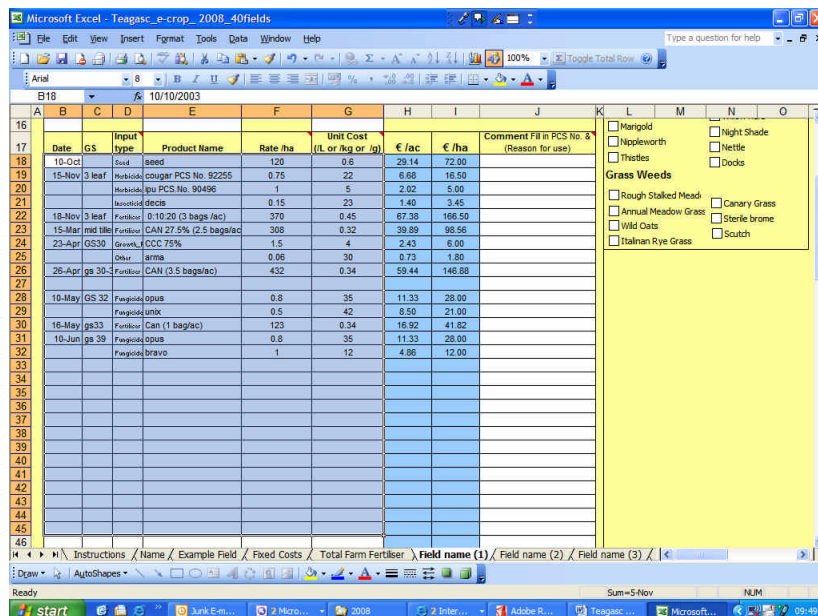 Microsoft Excel - Teagasc_e-crop_ 2008_40fields
File Edit View Insert Format Tools Data Window Help Type a question for help
100% Toggle Total Row
Arial 8 B I U
B18 fx 10/10/2003
A B C D E F G H I J K L M N O
16 Marigold
Nippleworth Night Shade
Thistles Nettle
Docks
17 Date GS Input type Product Name Rate /ha Unit Cost (/L or /kg or /g) € /ac € /ha Comment Fill in PCS No. & (Reason for use)
18 10-Oct Seed seed 120 0.6 29.14 72.00
19 15-Nov 3 leaf Herbicide cougar PCS No. 92255 0.75 22 6.68 16.50
20 Herbicide ipu PCS.No. 90496 1 5 2.02 5.00
21 Insecticid decis 0.15 23 1.40 3.45
22 18-Nov 3 leaf Fertiliser 0:10:20 (3 bags /ac) 370 0.45 67.38 166.50
23 15-Mar mid tille Fertiliser CAN 27.5% (2.5 bags/ac 308 0.32 39.89 98.56
24 23-Apr GS30 Growth_ CCC 75% 1.5 4 2.43 6.00
25 Other arma 0.06 30 0.73 1.80
26 26-Apr gs 30-3 Fertiliser CAN (3.5 bags/ac) 432 0.34 59.44 146.88
27
28 10-May GS 32 Fungicide opus 0.8 35 11.33 28.00
29 Fungicide unix 0.5 42 8.50 21.00
30 16-May gs33 Fertiliser Can (1 bag/ac) 123 0.34 16.92 41.82
31 10-Jun gs 39 Fungicide opus 0.8 35 11.33 28.00
32 Fungicide bravo 1 12 4.86 12.00
33
34
35
36
37
38
39
40
41
42
43
44
45
46
Grass Weeds
Rough Stalked Mead Canary Grass
Annual Meadow Grass Sterile brome
Wild Oats Scutch
Italinan Rye Grass
Instructions Name Example Field Fixed Costs Total Farm Fertiliser Field name (1) Field name (2) Field name (3)
Draw AutoShapes
Ready Sum=5-Nov NUM
start Junk E-m... 2 Micro... 2008 2 Inter... Adobe R... Teagasc ... Microsoft... 09:49